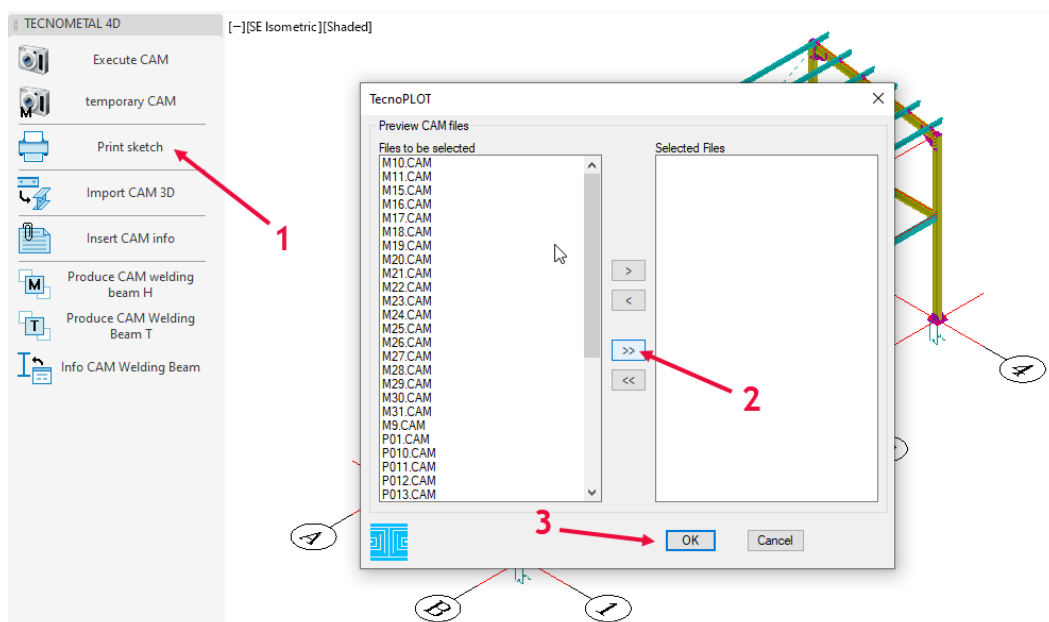 TECNOMETAL 4D
[−][SE Isometric][Shaded]
Execute CAM
M
temporary CAM
Print sketch
Import CAM 3D
Insert CAM info
M
Produce CAM welding
beam H
T
Produce CAM Welding
Beam T
Info CAM Welding Beam
1
TecnoPLOT
Preview CAM files
Files to be selected
M10.CAM
M11.CAM
M15.CAM
M16.CAM
M17.CAM
M18.CAM
M19.CAM
M20.CAM
M21.CAM
M22.CAM
M23.CAM
M24.CAM
M25.CAM
M26.CAM
M27.CAM
M28.CAM
M29.CAM
M30.CAM
M31.CAM
M9.CAM
P01.CAM
P010.CAM
P011.CAM
P012.CAM
P013.CAM
Selected Files
>
<
>>
<<
2
3
OK
Cancel
A
B
1
4